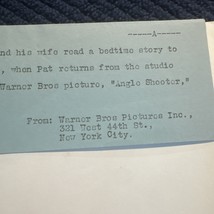 -----A-----
nd his wife read a bedtime story to
, when Pat returns from the studio
Warner Bros picture, "Angle Shooter,"
From: Warner Bros Pictures Inc.,
321 West 44th St.,
New York City.